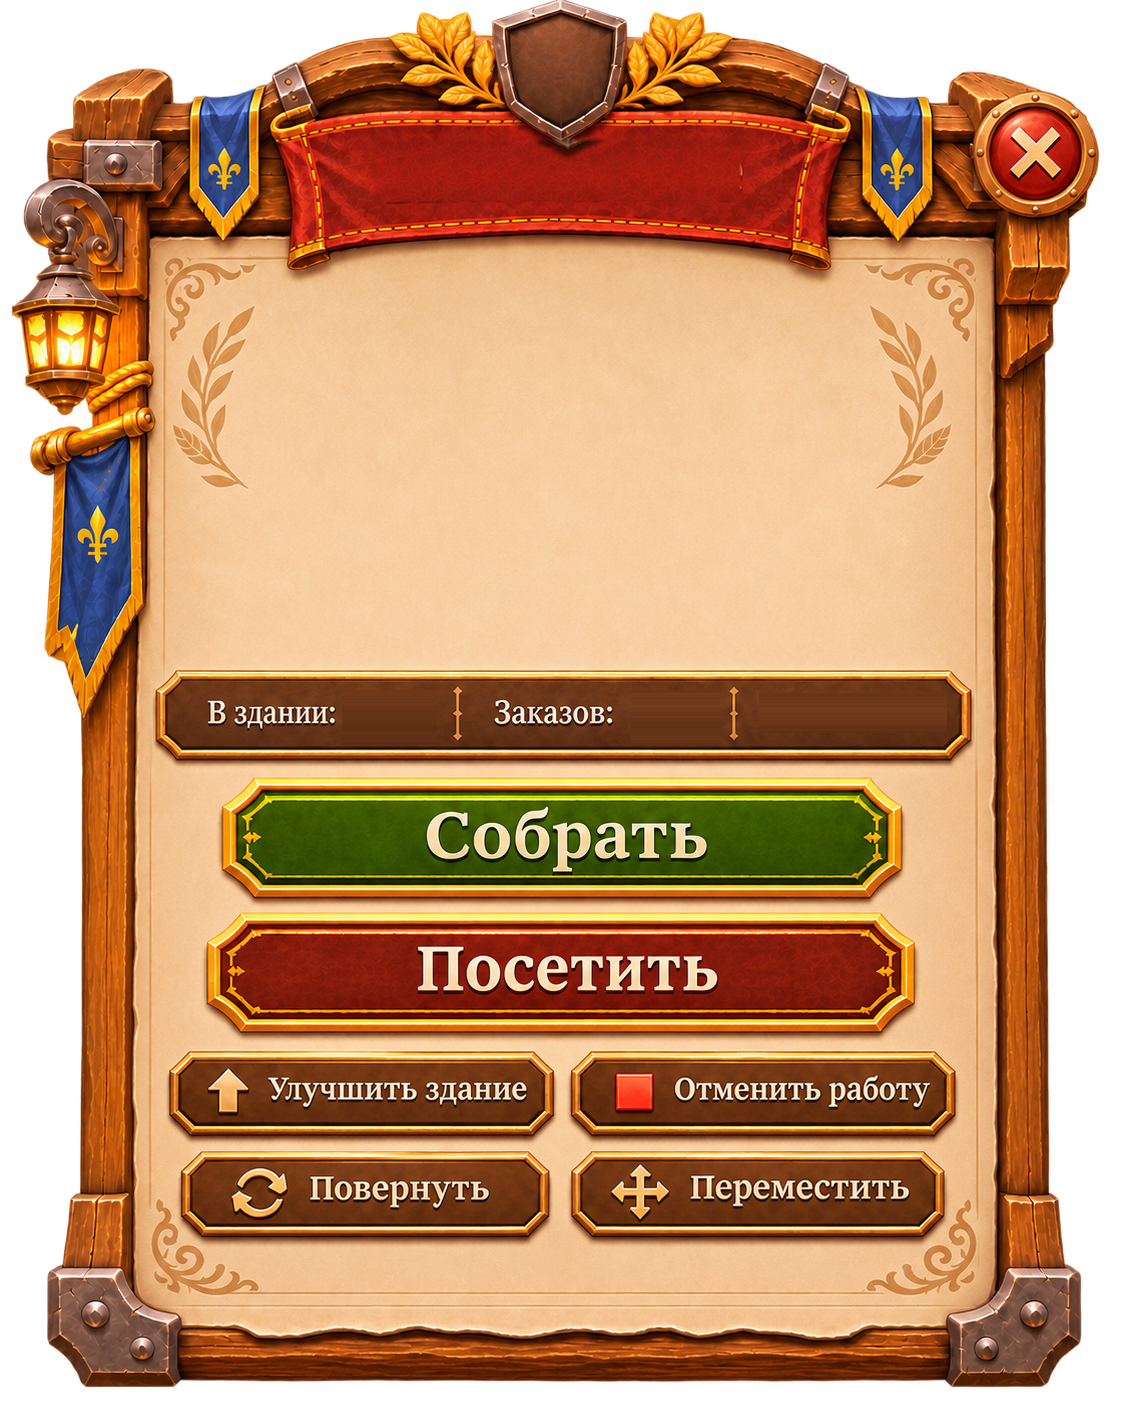 В здании: Заказов:
Собрать
Посетить
Улучшить здание Отменить работу
Повернуть Переместить